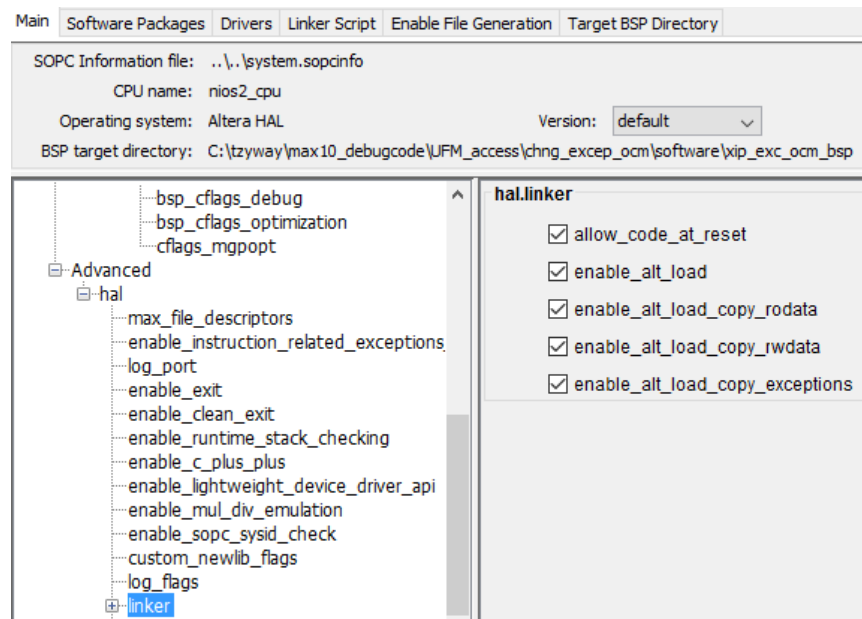 Main Software Packages Drivers Linker Script Enable File Generation Target BSP Directory
SOPC Information file: ..\..\system.sopcinfo
CPU name: nios2_cpu
Operating system: Altera HAL Version: default
BSP target directory: C:\tzyway\max10_debugcode\UFM_access\chng_excep_ocm\software\xip_exc_ocm_bsp
bsp_cflags_debug
bsp_cflags_optimization
cflags_mgpopt
Advanced
hal
max_file_descriptors
enable_instruction_related_exceptions_
log_port
enable_exit
enable_clean_exit
enable_runtime_stack_checking
enable_c_plus_plus
enable_lightweight_device_driver_api
enable_mul_div_emulation
enable_sopc_sysid_check
custom_newlib_flags
log_flags
linker
hal.linker
allow_code_at_reset
enable_alt_load
enable_alt_load_copy_rodata
enable_alt_load_copy_rwdata
enable_alt_load_copy_exceptions